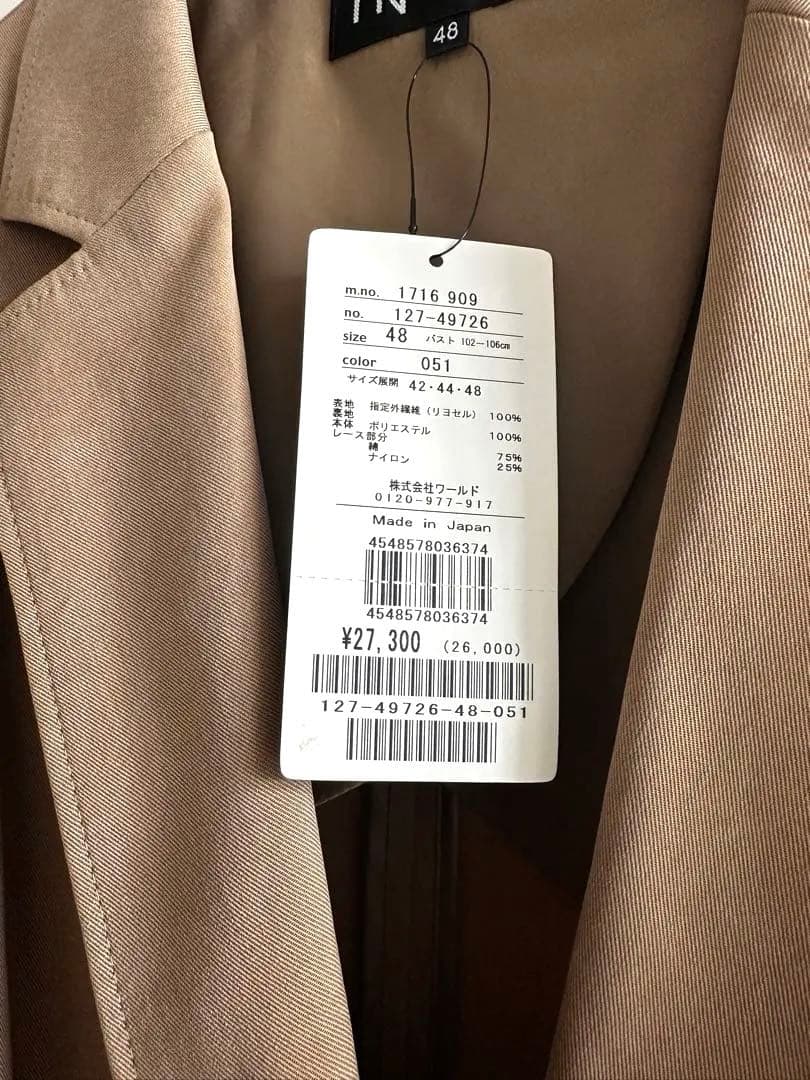 48
m.no. 1716 909
no. 127-49726
size 48 バスト 102-106㎝
color 051
サイズ展開 42・44・48
表地 指定外繊維(リヨセル) 100%
裏地
本体 ポリエステル 100%
レース部分
綿 75%
ナイロン 25%
株式会社ワールド
0120-977-917
Made in Japan
4548578036374
4548578036374
¥27,300 (26,000)
127-49726-48-051